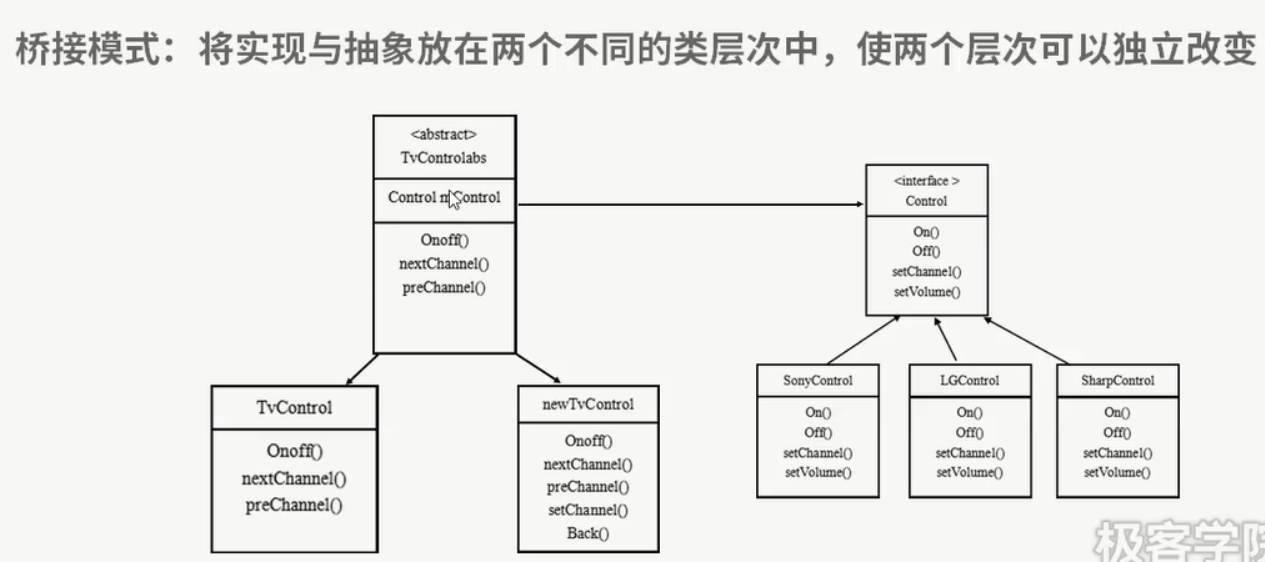 桥接模式：将实现与抽象放在两个不同的类层次中，使两个层次可以独立改变
<abstract>
TvControlabs
Control
Onoff()
nextChannel()
preChannel()
<interface >
Control
On()
Off()
setChannel()
setVolume()
TvControl
Onoff()
nextChannel()
preChannel()
newTvControl
Onoff()
nextChannel()
preChannel()
setChannel()
Back()
SonyControl
On()
Off()
setChannel()
setVolume()
LGControl
On()
Off()
setChannel()
setVolume()
SharpControl
On()
Off()
setChannel()
setVolume()
极客学院